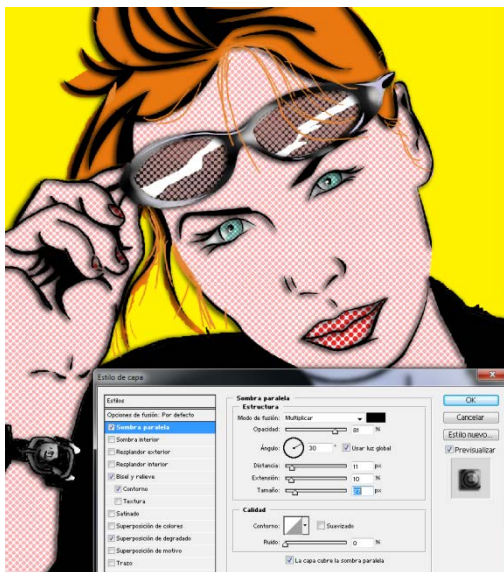 Estilo de capa
Estilos
Opciones de fusión: Por defecto
Sombra paralela
Sombra interior
Resplandor exterior
Resplandor interior
Bisel y relieve
Contorno
Textura
Satinado
Superposición de colores
Superposición de degradado
Superposición de motivo
Trazo
Sombra paralela
Estructura
Modo de fusión: Multiplicar
Opacidad: 81 %
Ángulo: 30 ° Usar luz global
Distancia: 11 px
Extensión: 10 %
Tamaño: 27 px
Calidad
Contorno: Suavizado
Ruido: 0 %
La capa cubre la sombra paralela
OK
Cancelar
Estilo nuevo...
Previsualizar